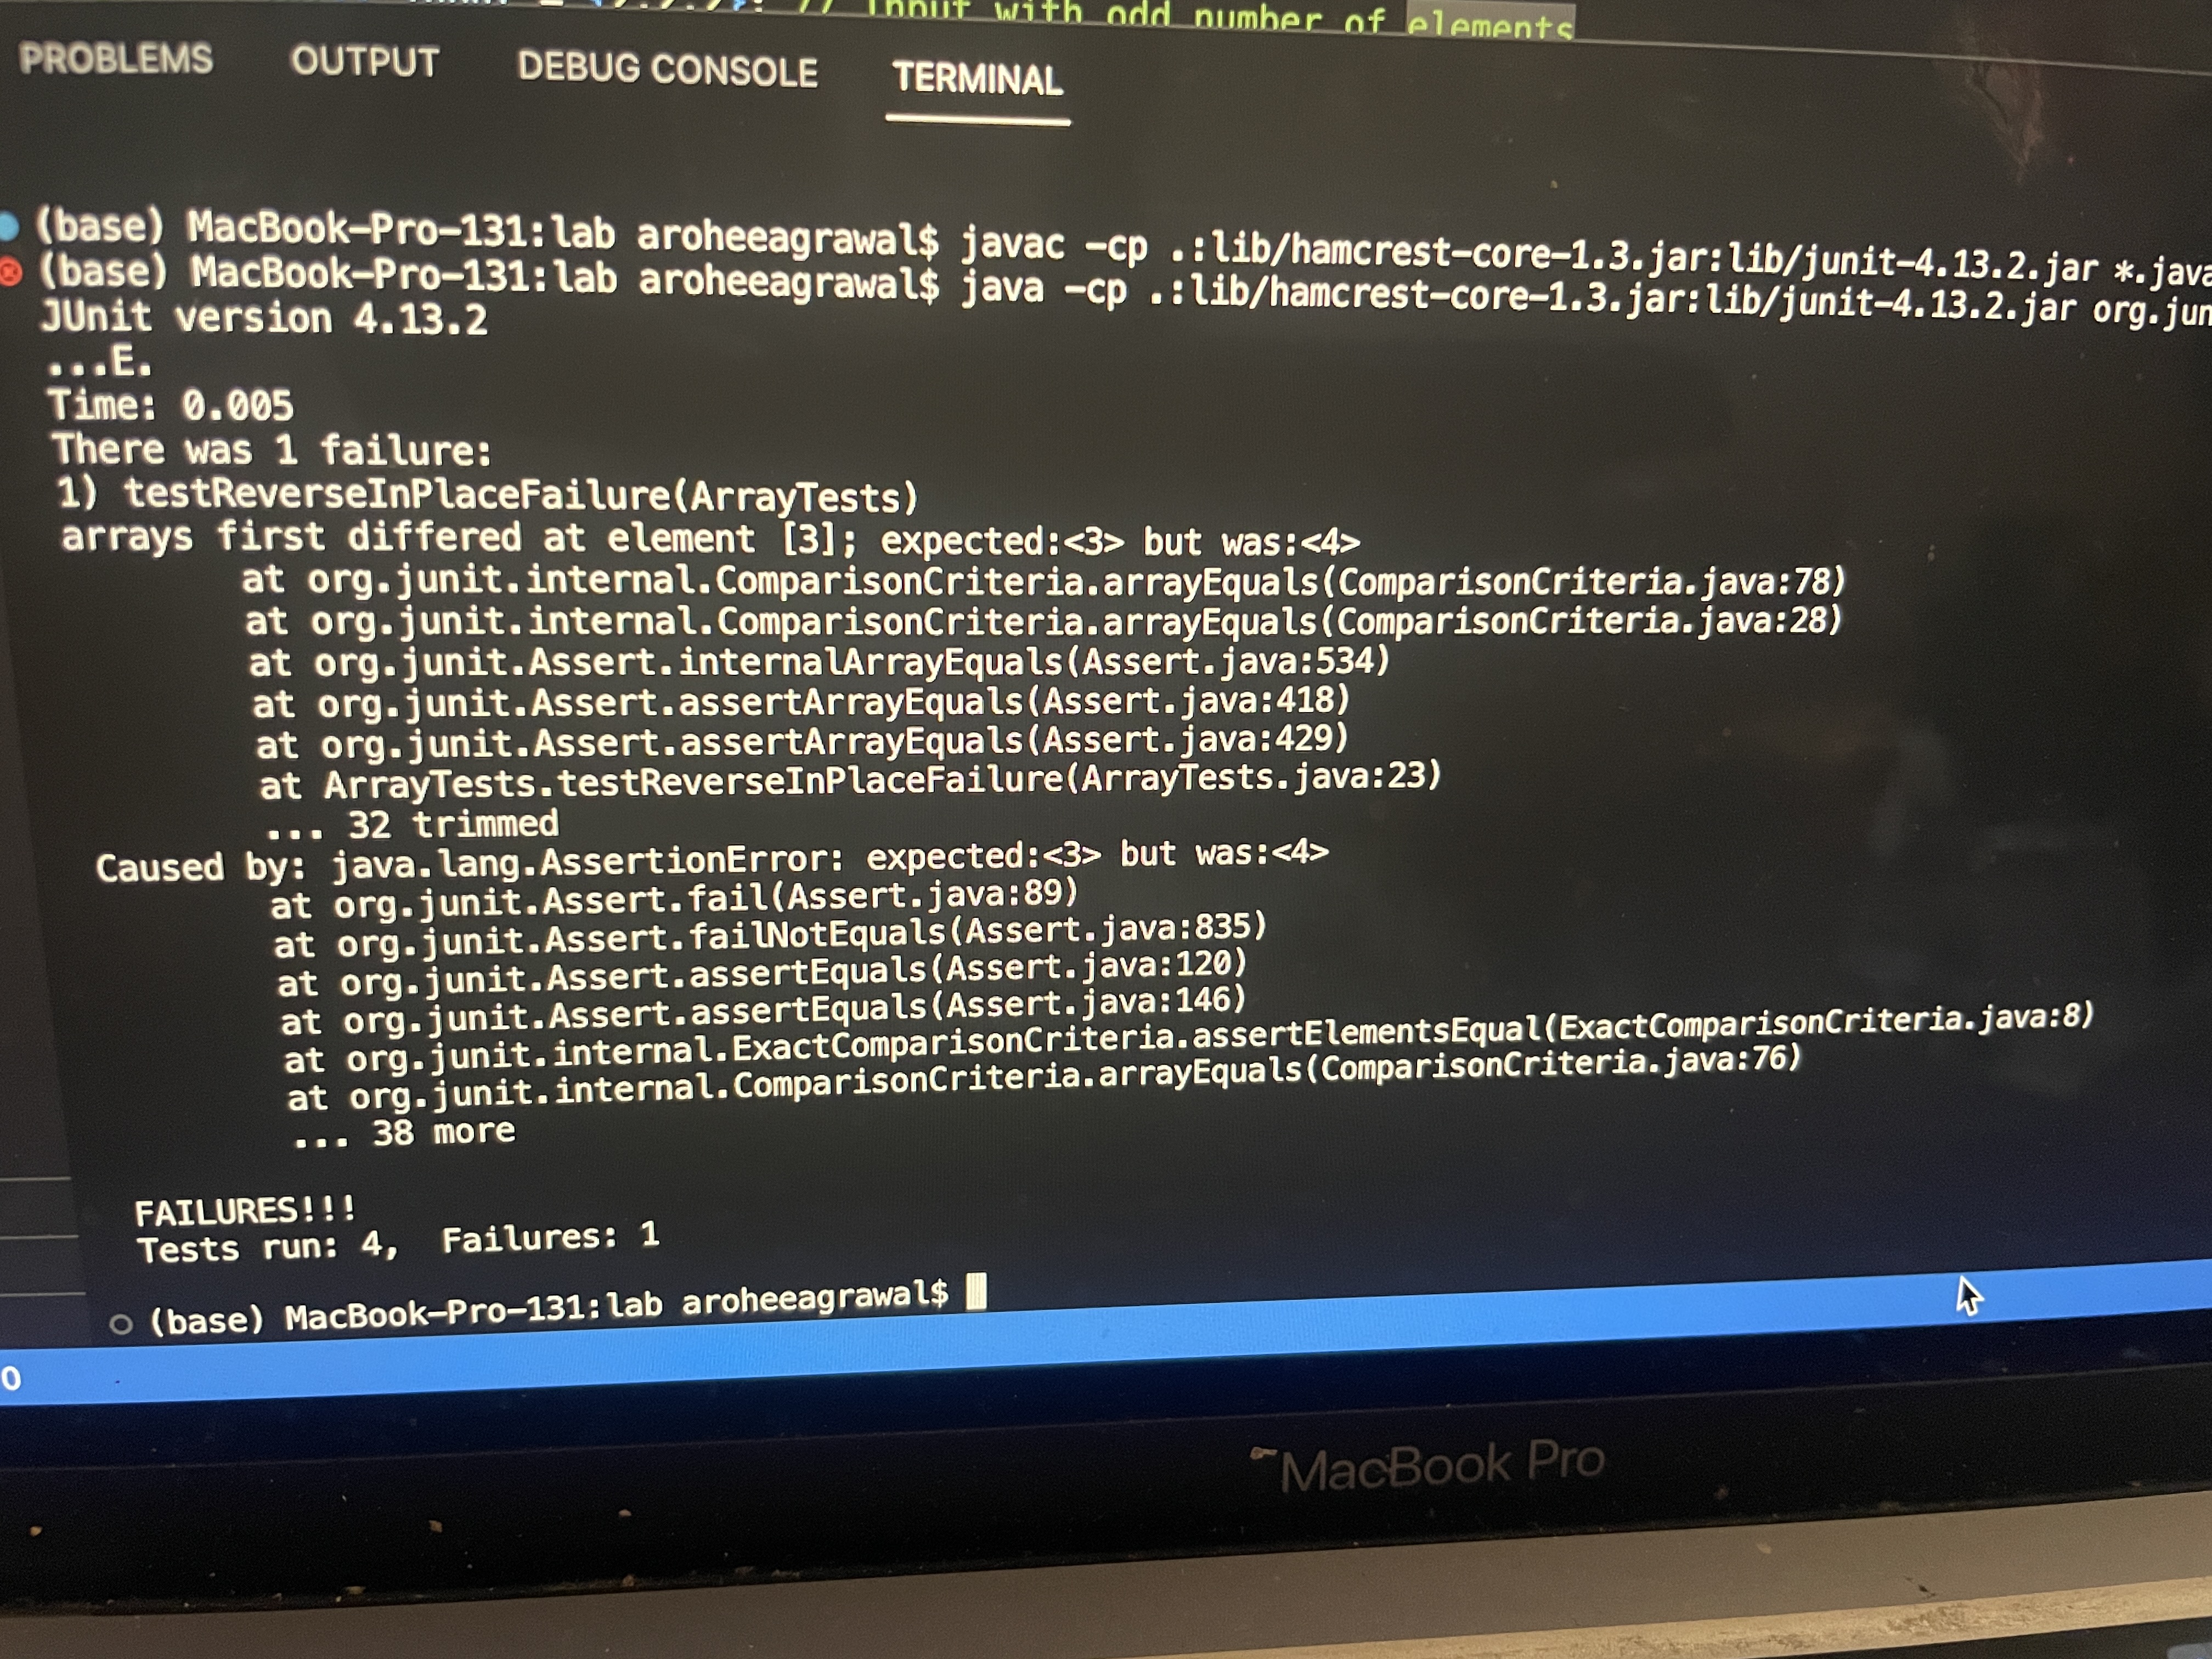 // Input with odd number of elements
PROBLEMS OUTPUT DEBUG CONSOLE TERMINAL
(base) MacBook-Pro-131:lab aroheeagrawal$ javac -cp .:lib/hamcrest-core-1.3.jar:lib/junit-4.13.2.jar *.java
(base) MacBook-Pro-131:lab aroheeagrawal$ java -cp .:lib/hamcrest-core-1.3.jar:lib/junit-4.13.2.jar org.jun
JUnit version 4.13.2
...E.
Time: 0.005
There was 1 failure:
1) testReverseInPlaceFailure(ArrayTests)
arrays first differed at element [3]; expected:<3> but was:<4>
at org.junit.internal.ComparisonCriteria.arrayEquals(ComparisonCriteria.java:78)
at org.junit.internal.ComparisonCriteria.arrayEquals(ComparisonCriteria.java:28)
at org.junit.Assert.internalArrayEquals(Assert.java:534)
at org.junit.Assert.assertArrayEquals(Assert.java:418)
at org.junit.Assert.assertArrayEquals(Assert.java:429)
at ArrayTests.testReverseInPlaceFailure(ArrayTests.java:23)
... 32 trimmed
Caused by: java.lang.AssertionError: expected:<3> but was:<4>
at org.junit.Assert.fail(Assert.java:89)
at org.junit.Assert.failNotEquals(Assert.java:835)
at org.junit.Assert.assertEquals(Assert.java:120)
at org.junit.Assert.assertEquals(Assert.java:146)
at org.junit.internal.ExactComparisonCriteria.assertElementsEqual(ExactComparisonCriteria.java:8)
at org.junit.internal.ComparisonCriteria.arrayEquals(ComparisonCriteria.java:76)
... 38 more
FAILURES!!!
Tests run: 4,  Failures: 1
(base) MacBook-Pro-131:lab aroheeagrawal$
0
MacBook Pro